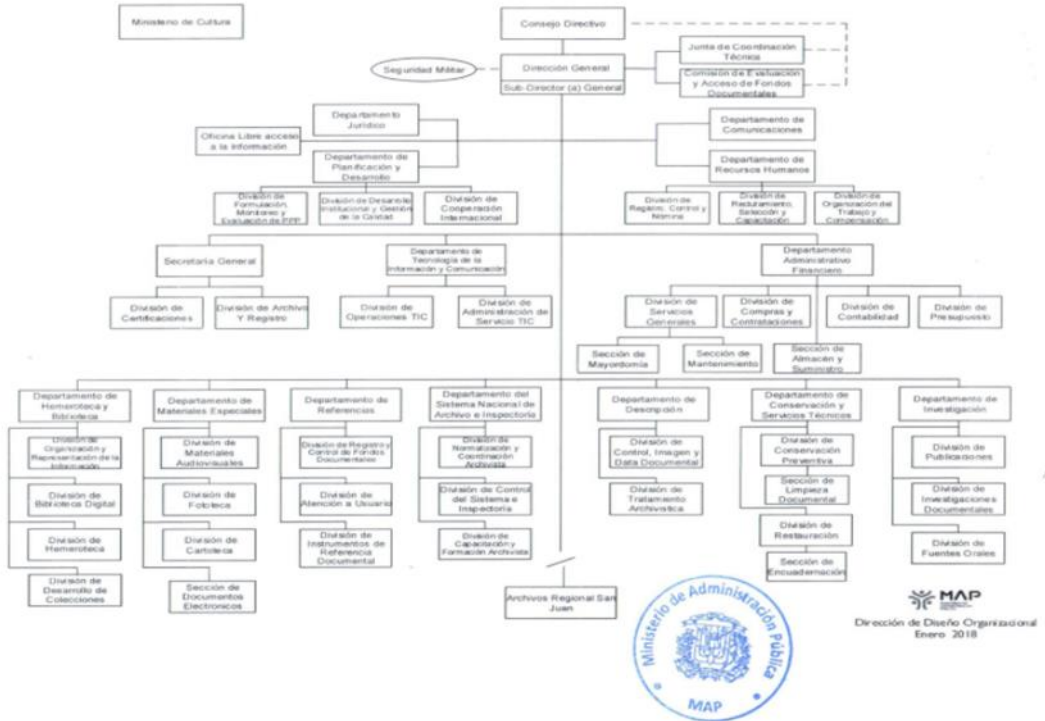 Ministerio de Cultura
Consejo Directivo
Junta de Coordinación
Técnica
Seguridad Militar
Dirección General
Sub-Director (a) General
Comisión de Evaluación
y Acceso de Fondos
Documentales
Departamento
Jurídico
Departamento de
Comunicaciones
Oficina Libre acceso
a la Información
Departamento de
Planificación y
Desarrollo
Departamento de
Recursos Humanos
División de
Formulación,
Monitoreo y
Evaluación de PPP
División de Desarrollo
Institucional y Gestión
de la Calidad
División de
Cooperación
Internacional
División de
Registro, Control y
Nómina
División de
Reclutamiento,
Selección y
Capacitación
División de
Organización del
Trabajo y
Compensación
Secretaría General
Departamento de
Tecnología de la
Información y Comunicación
Departamento
Administrativo
Financiero
División de
Certificaciones
División de Archivo
Y Registro
División de
Operaciones TIC
División de
Administración de
Servicio TIC
División de
Servicios
Generales
División de
Compras y
Contrataciones
División de
Contabilidad
División de
Presupuesto
Sección de
Mayordomía
Sección de
Mantenimiento
Sección de
Almacén y
Suministro
Departamento de
Hemeroteca y
Biblioteca
Departamento de
Materiales Especiales
Departamento de
Referencias
Departamento del
Sistema Nacional de
Archivo e Inspectoría
Departamento de
Descripción
Departamento de
Conservación y
Servicios Técnicos
Departamento de
Investigación
División de
Organización y
Representación de la
Información
División de
Materiales
Audiovisuales
División de Registro y
Control de Fondos
Documentales
División de
Normalización y
Coordinación
Archivista
División de
Control, Imagen y
Data Documental
División de
Conservación
Preventiva
División de
Publicaciones
División de
Biblioteca Digital
División de
Fototeca
División de
Atención a Usuario
División de Control
del Sistema e
Inspectoría
División de
Tratamiento
Archivistica
Sección de
Limpieza
Documental
División de
Investigaciones
Documentales
División de
Hemeroteca
División de
Cartoteca
División de
Instrumentos de
Referencia
Documental
División de
Capacitación y
Formación Archivista
División de
Restauración
División de
Fuentes Orales
División de
Desarrollo de
Colecciones
Sección de
Documentos
Electronicos
Sección de
Encuadernación
Archivos Regional San
Juan
Ministerio de Administración Pública
MAP
MAP
Dirección de Diseño Organizacional
Enero 2018